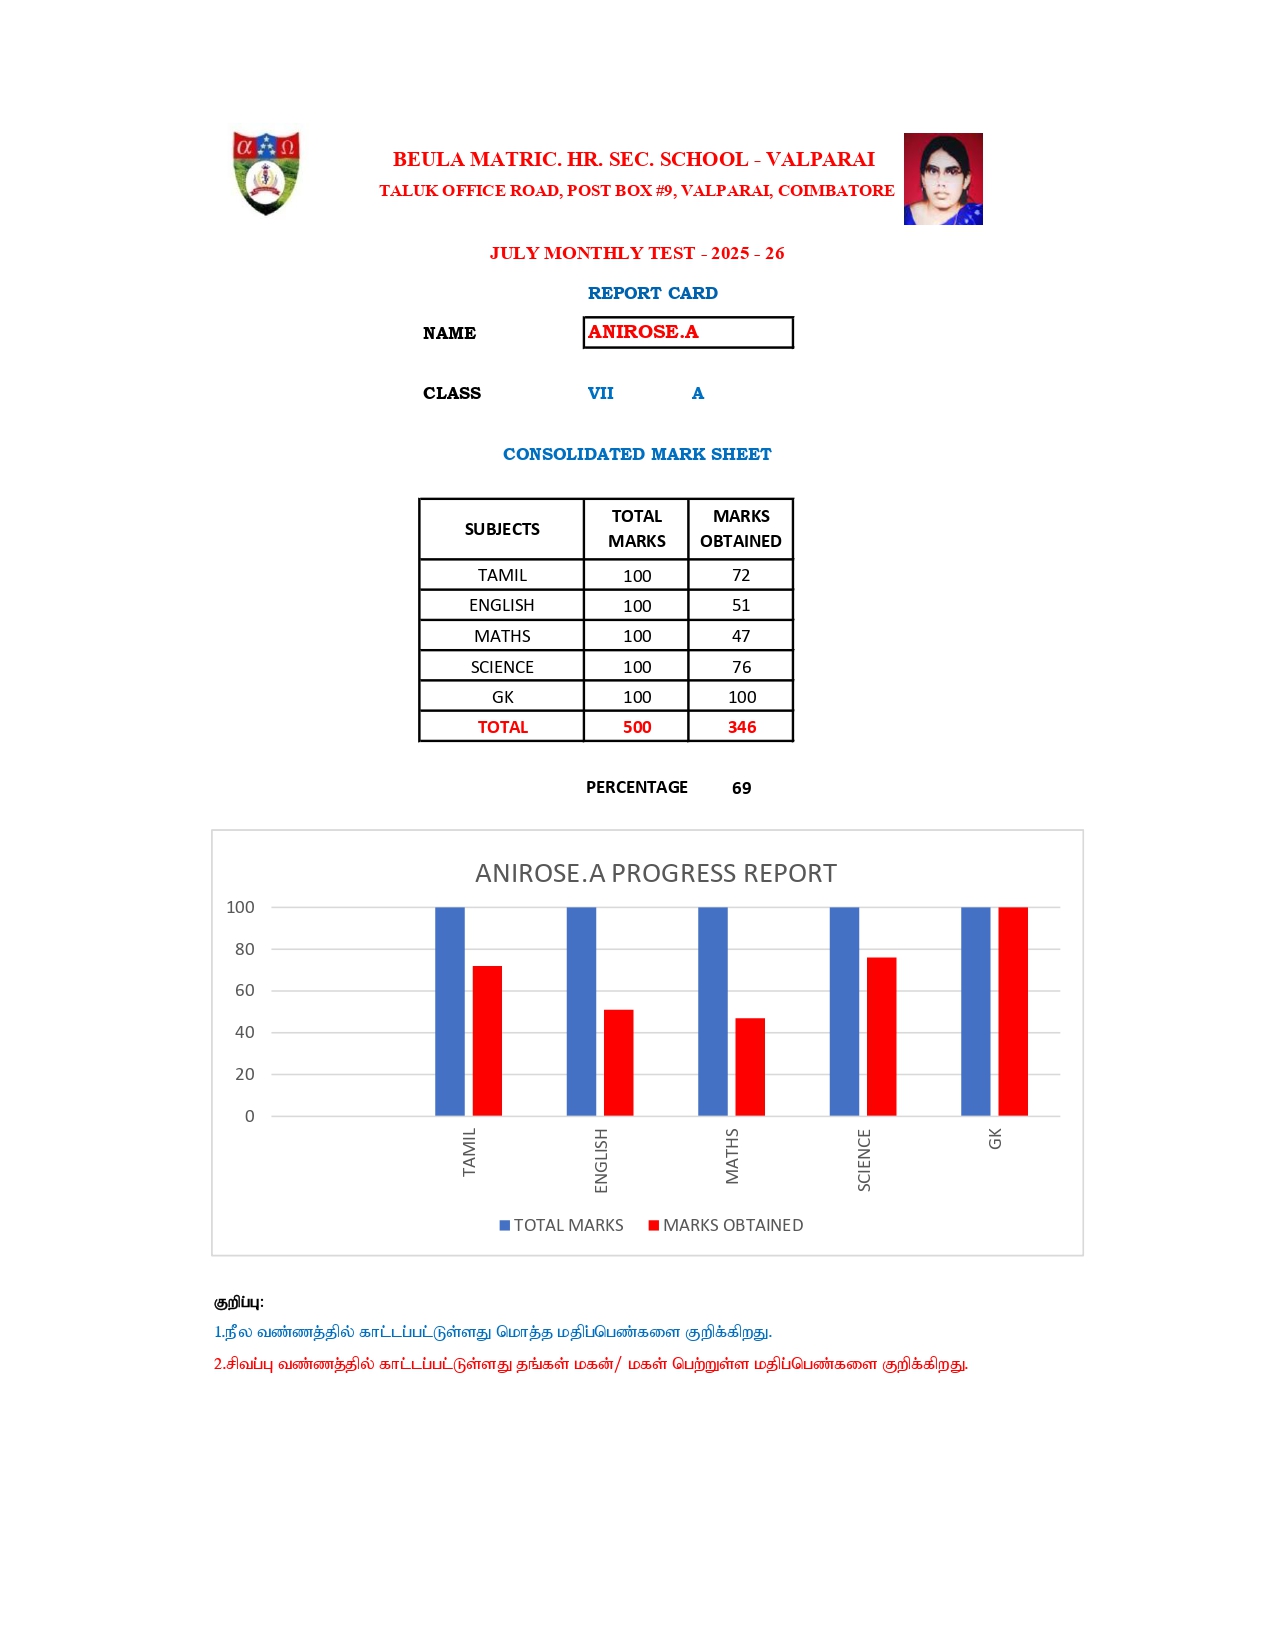 α Ω
BEULA MATRIC. HR. SEC. SCHOOL - VALPARAI
TALUK OFFICE ROAD, POST BOX #9, VALPARAI, COIMBATORE
JULY MONTHLY TEST - 2025 - 26
REPORT CARD
NAME ANIROSE.A
CLASS VII A
CONSOLIDATED MARK SHEET
SUBJECTS TOTAL MARKS MARKS OBTAINED
TAMIL 100 72
ENGLISH 100 51
MATHS 100 47
SCIENCE 100 76
GK 100 100
TOTAL 500 346
PERCENTAGE 69
ANIROSE.A PROGRESS REPORT
100
80
60
40
20
0
TAMIL ENGLISH MATHS SCIENCE GK
TOTAL MARKS MARKS OBTAINED
குறிப்பு:
1.நீல வண்ணத்தில் காட்டப்பட்டுள்ளது மொத்த மதிப்பெண்களை குறிக்கிறது.
2.சிவப்பு வண்ணத்தில் காட்டப்பட்டுள்ளது தங்கள் மகன்/ மகள் பெற்றுள்ள மதிப்பெண்களை குறிக்கிறது.